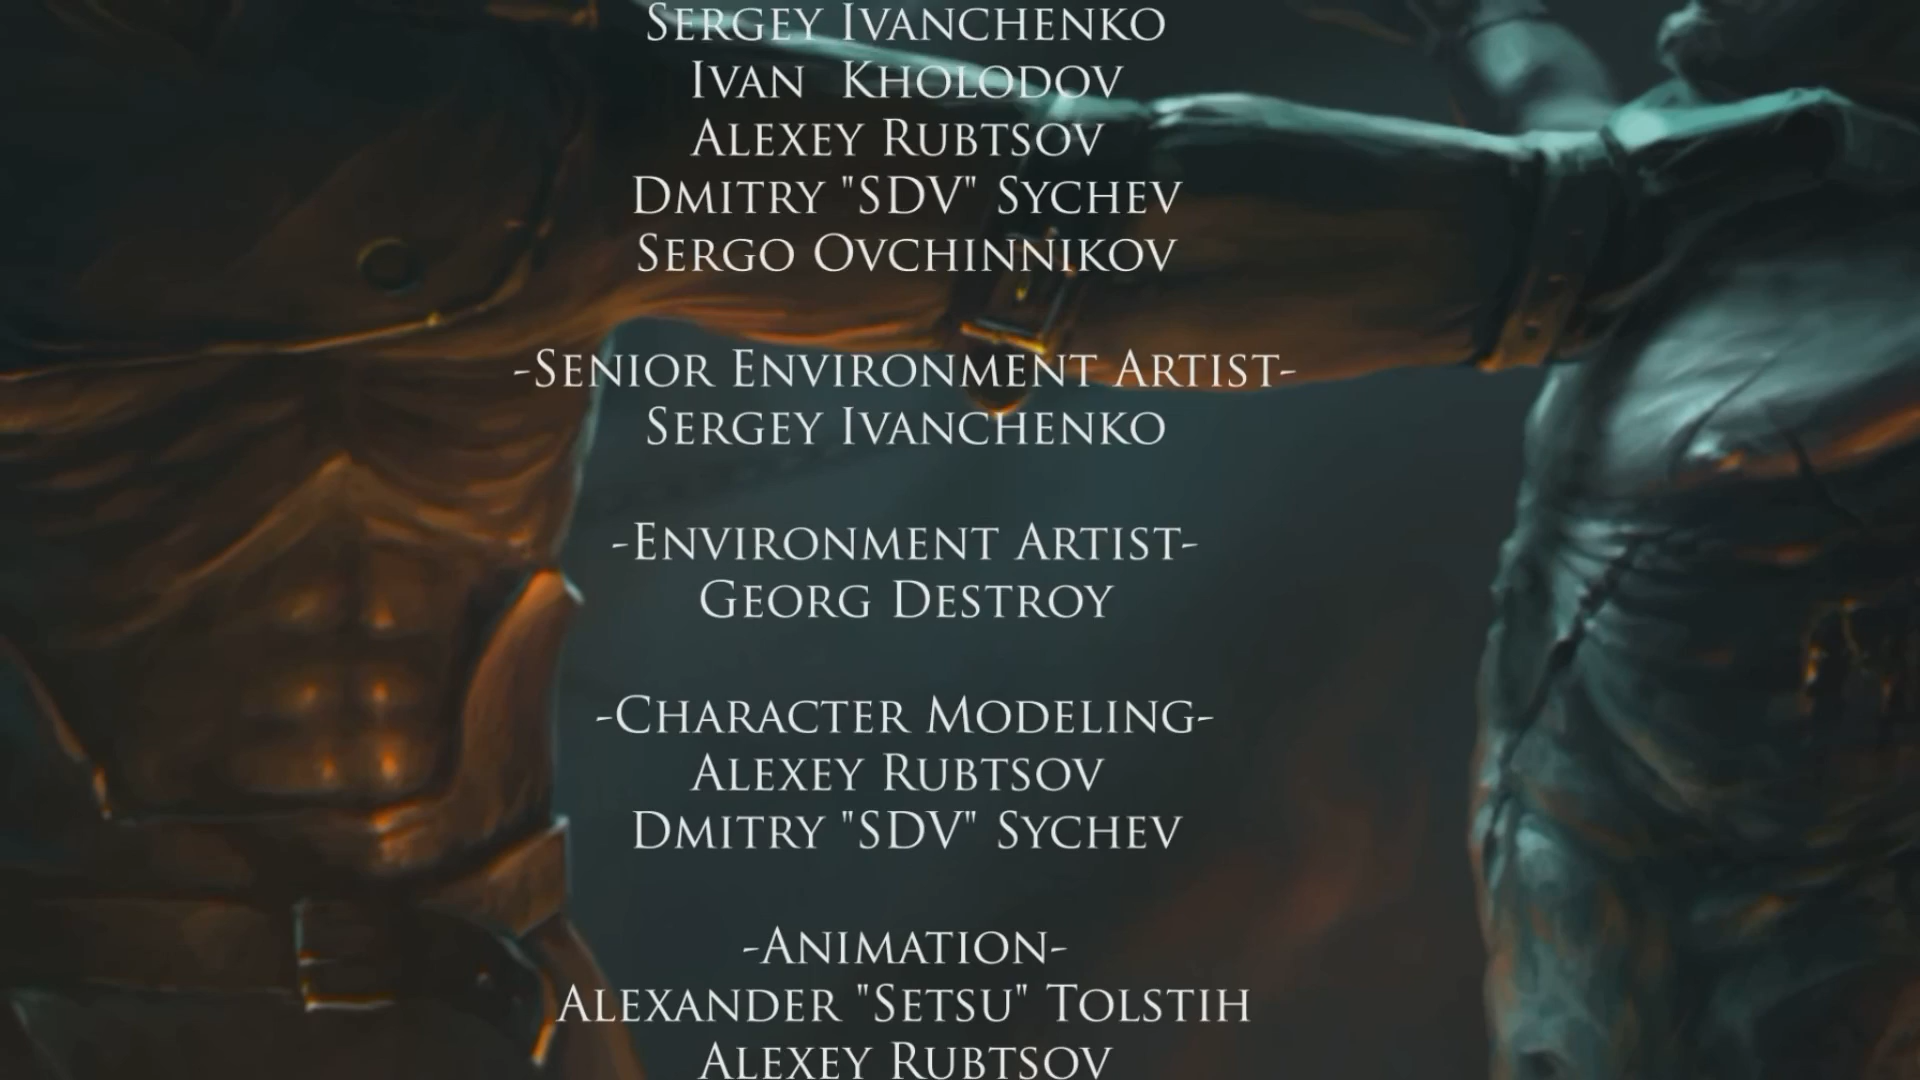 Sergey Ivanchenko
Ivan Kholodov
Alexey Rubtsov
Dmitry "SDV" Sychev
Sergo Ovchinnikov
-Senior Environment Artist-
Sergey Ivanchenko
-Environment Artist-
Georg Destroy
-Character Modeling-
Alexey Rubtsov
Dmitry "SDV" Sychev
-Animation-
Alexander "Setsu" Tolstih
Alexey Rubtsov